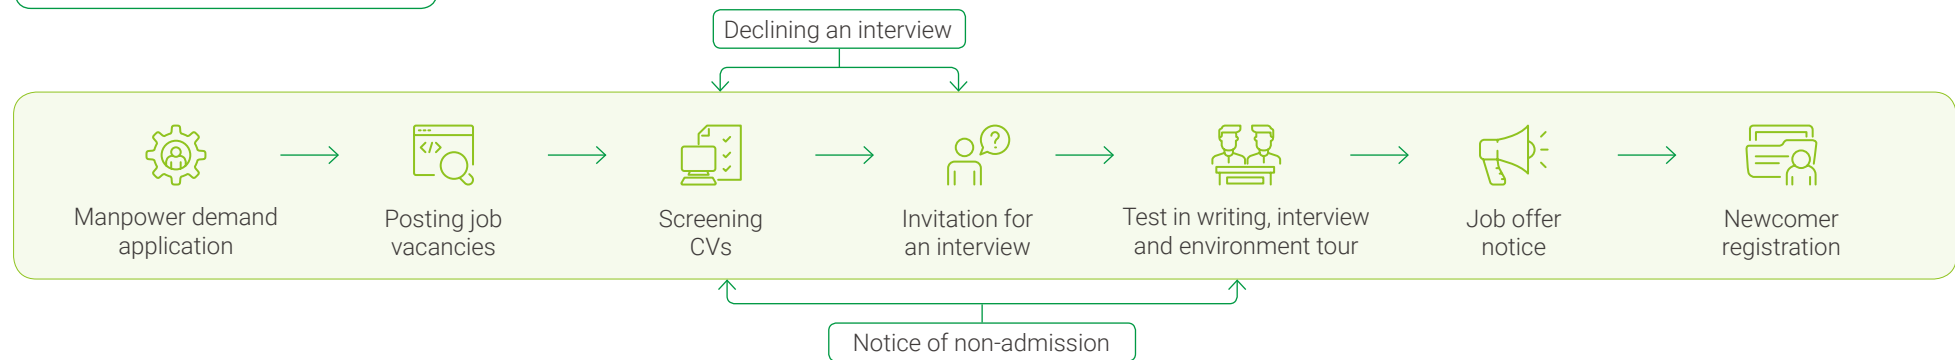 Declining an interview
Manpower demand
application
Posting job
vacancies
Screening
CVs
Invitation for
an interview
Test in writing, interview
and environment tour
Job offer
notice
Newcomer
registration
Notice of non-admission